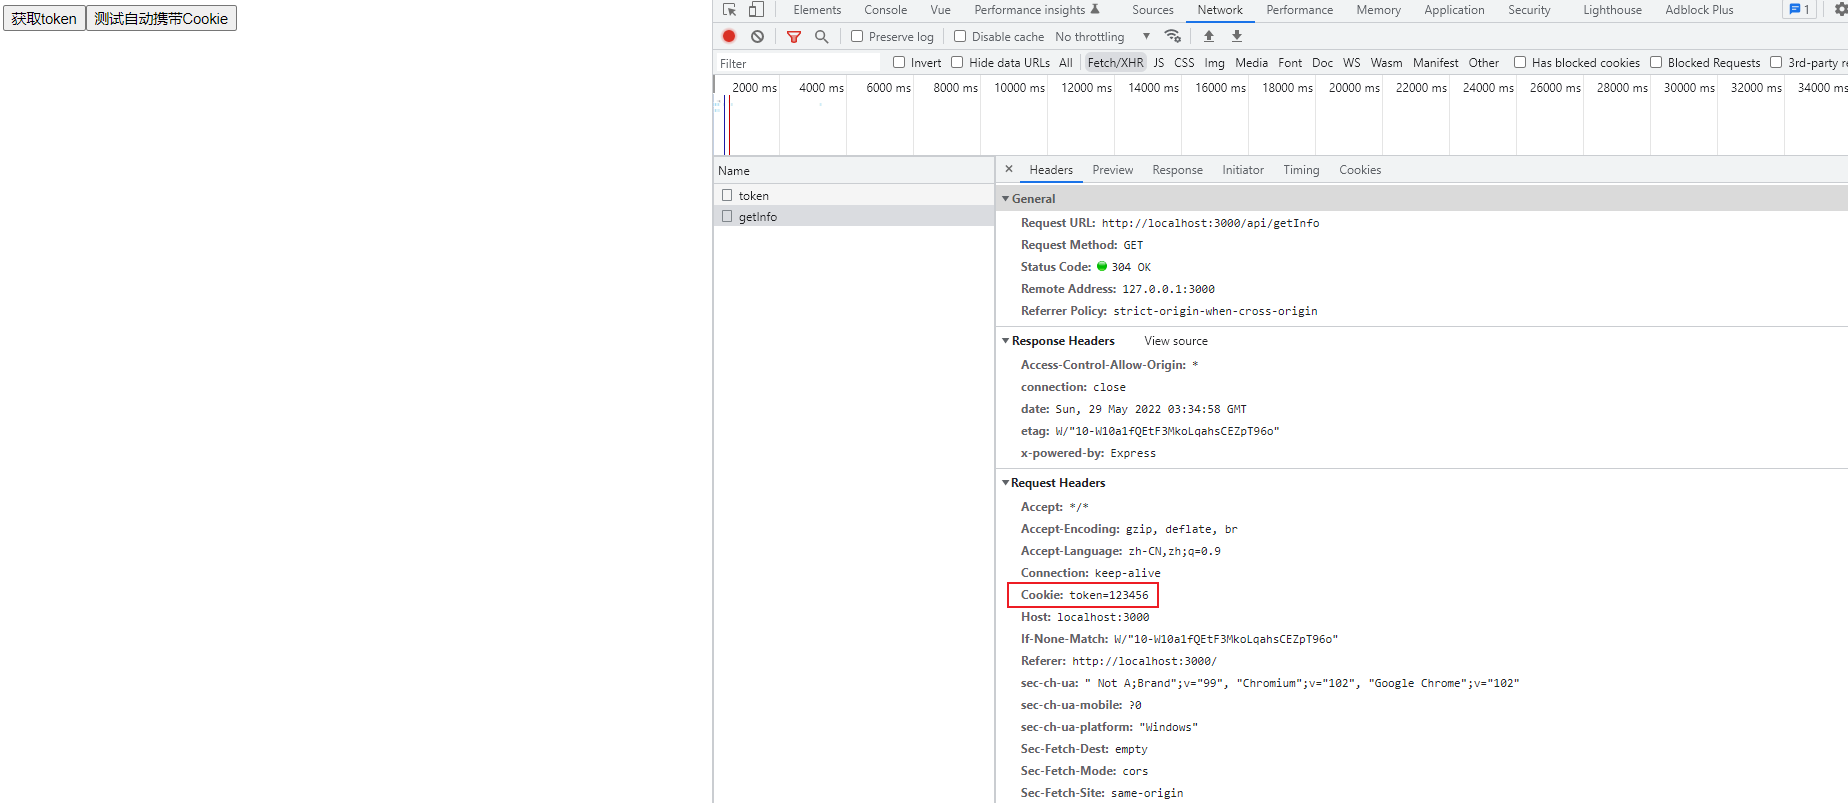 获取token 测试自动携带Cookie
Elements Console Vue Performance insights Sources Network Performance Memory Application Security Lighthouse Adblock Plus 1
Preserve log Disable cache No throttling
Filter Invert Hide data URLs All Fetch/XHR JS CSS Img Media Font Doc WS Wasm Manifest Other Has blocked cookies Blocked Requests 3rd-party re
2000 ms 4000 ms 6000 ms 8000 ms 10000 ms 12000 ms 14000 ms 16000 ms 18000 ms 20000 ms 22000 ms 24000 ms 26000 ms 28000 ms 30000 ms 32000 ms 34000 ms
Name
token
getInfo
× Headers Preview Response Initiator Timing Cookies
General
Request URL: http://localhost:3000/api/getInfo
Request Method: GET
Status Code: 304 OK
Remote Address: 127.0.0.1:3000
Referrer Policy: strict-origin-when-cross-origin
Response Headers View source
Access-Control-Allow-Origin: *
connection: close
date: Sun, 29 May 2022 03:34:58 GMT
etag: W/"10-W10a1fQEtF3MkoLqahsCEZpT96o"
x-powered-by: Express
Request Headers
Accept: */*
Accept-Encoding: gzip, deflate, br
Accept-Language: zh-CN,zh;q=0.9
Connection: keep-alive
Cookie: token=123456
Host: localhost:3000
If-None-Match: W/"10-W10a1fQEtF3MkoLqahsCEZpT96o"
Referer: http://localhost:3000/
sec-ch-ua: " Not A;Brand";v="99", "Chromium";v="102", "Google Chrome";v="102"
sec-ch-ua-mobile: ?0
sec-ch-ua-platform: "Windows"
Sec-Fetch-Dest: empty
Sec-Fetch-Mode: cors
Sec-Fetch-Site: same-origin